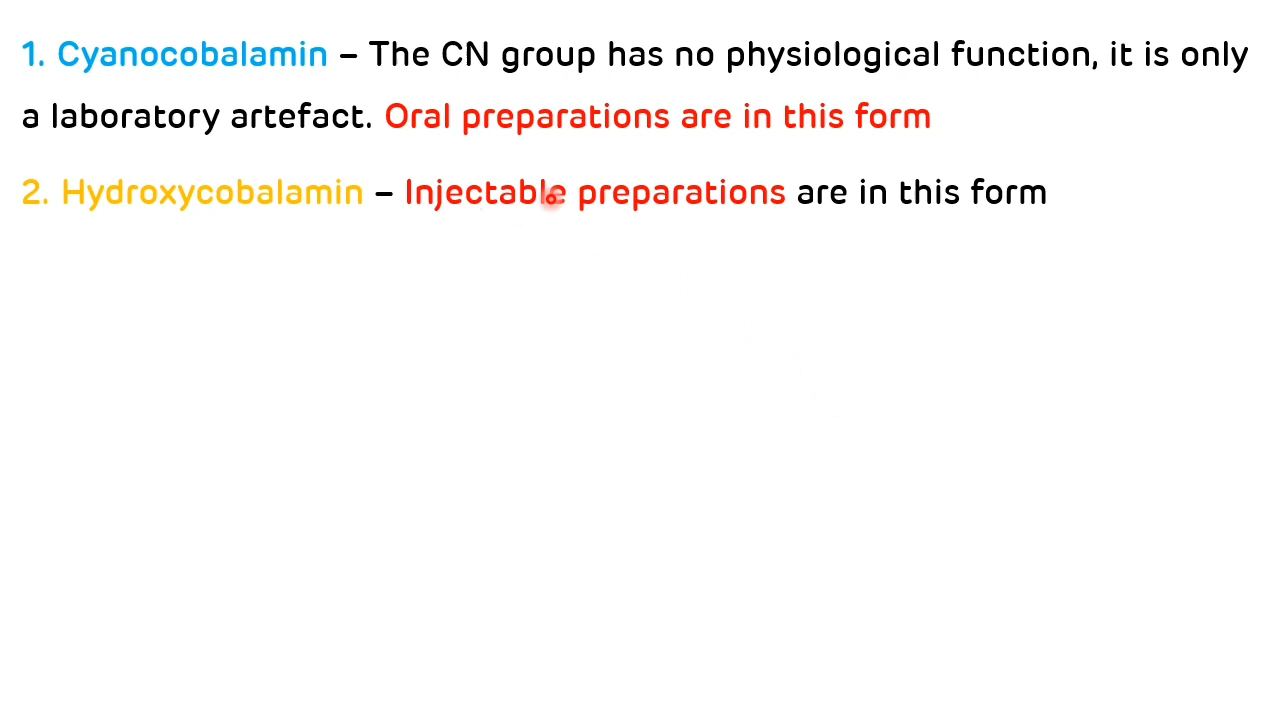 1. Cyanocobalamin – The CN group has no physiological function, it is only
a laboratory artefact. Oral preparations are in this form
2. Hydroxycobalamin – Injectable preparations are in this form